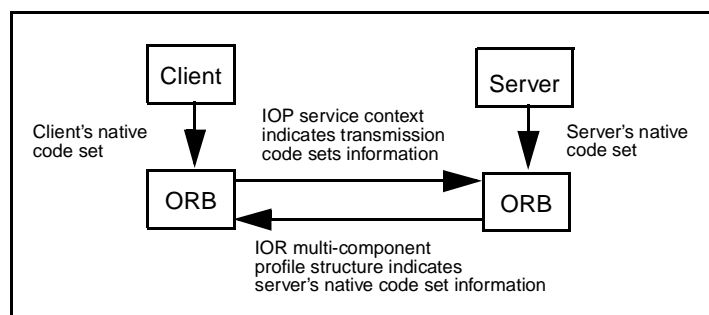 Client
Server
Client's native
code set
IOP service context
indicates transmission
code sets information
Server's native
code set
ORB
ORB
IOR multi-component
profile structure indicates
server's native code set information